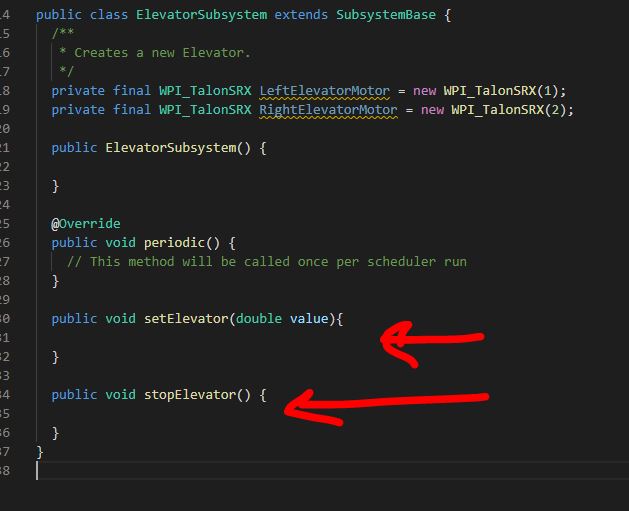 14 public class ElevatorSubsystem extends SubsystemBase {
15 /**
16 * Creates a new Elevator.
17 */
18 private final WPI_TalonSRX LeftElevatorMotor = new WPI_TalonSRX(1);
19 private final WPI_TalonSRX RightElevatorMotor = new WPI_TalonSRX(2);
20
21 public ElevatorSubsystem() {
22
23 }
24
25 @Override
26 public void periodic() {
27 // This method will be called once per scheduler run
28 }
29
30 public void setElevator(double value){
31
32 }
33
34 public void stopElevator() {
35
36 }
37 }
38